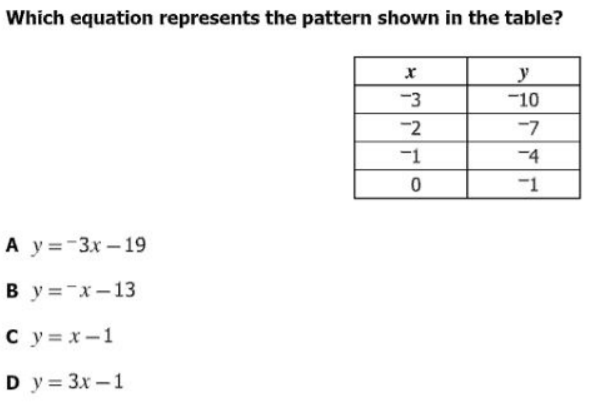 Which equation represents the pattern shown in the table?
x y
⁻3 ⁻10
⁻2 ⁻7
⁻1 ⁻4
0 ⁻1
A y = ⁻3x – 19
B y = ⁻x – 13
C y = x – 1
D y = 3x – 1